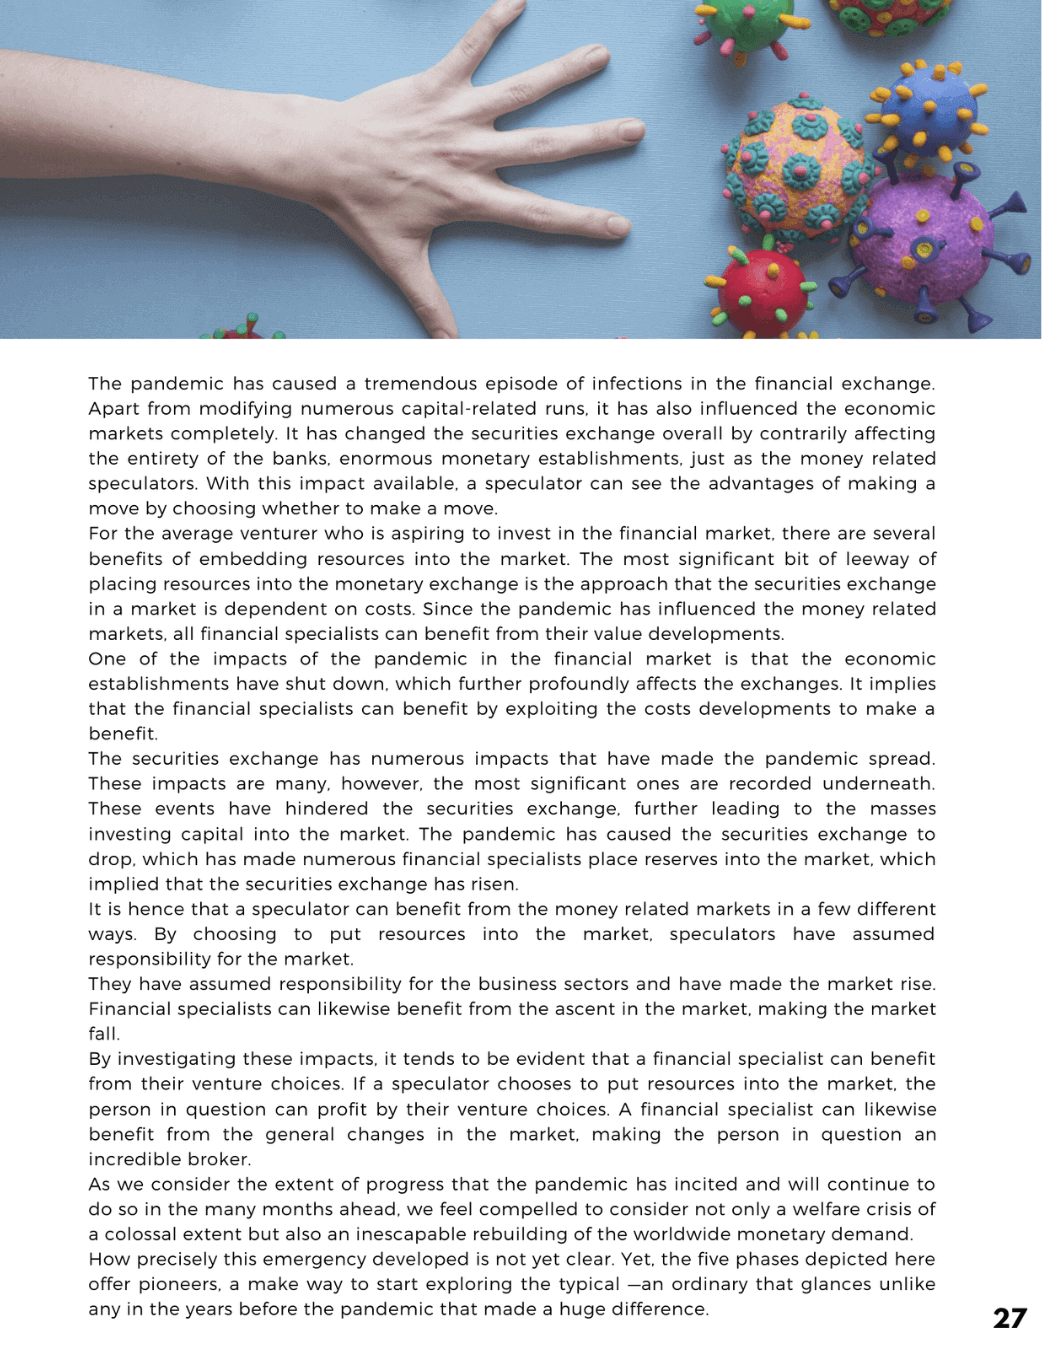 The pandemic has caused a tremendous episode of infections in the financial exchange.
Apart from modifying numerous capital-related runs, it has also influenced the economic
markets completely. It has changed the securities exchange overall by contrarily affecting
the entirety of the banks, enormous monetary establishments, just as the money related
speculators. With this impact available, a speculator can see the advantages of making a
move by choosing whether to make a move.
For the average venturer who is aspiring to invest in the financial market, there are several
benefits of embedding resources into the market. The most significant bit of leeway of
placing resources into the monetary exchange is the approach that the securities exchange
in a market is dependent on costs. Since the pandemic has influenced the money related
markets, all financial specialists can benefit from their value developments.
One of the impacts of the pandemic in the financial market is that the economic
establishments have shut down, which further profoundly affects the exchanges. It implies
that the financial specialists can benefit by exploiting the costs developments to make a
benefit.
The securities exchange has numerous impacts that have made the pandemic spread.
These impacts are many, however, the most significant ones are recorded underneath.
These events have hindered the securities exchange, further leading to the masses
investing capital into the market. The pandemic has caused the securities exchange to
drop, which has made numerous financial specialists place reserves into the market, which
implied that the securities exchange has risen.
It is hence that a speculator can benefit from the money related markets in a few different
ways. By choosing to put resources into the market, speculators have assumed
responsibility for the market.
They have assumed responsibility for the business sectors and have made the market rise.
Financial specialists can likewise benefit from the ascent in the market, making the market
fall.
By investigating these impacts, it tends to be evident that a financial specialist can benefit
from their venture choices. If a speculator chooses to put resources into the market, the
person in question can profit by their venture choices. A financial specialist can likewise
benefit from the general changes in the market, making the person in question an
incredible broker.
As we consider the extent of progress that the pandemic has incited and will continue to
do so in the many months ahead, we feel compelled to consider not only a welfare crisis of
a colossal extent but also an inescapable rebuilding of the worldwide monetary demand.
How precisely this emergency developed is not yet clear. Yet, the five phases depicted here
offer pioneers, a make way to start exploring the typical —an ordinary that glances unlike
any in the years before the pandemic that made a huge difference.
27